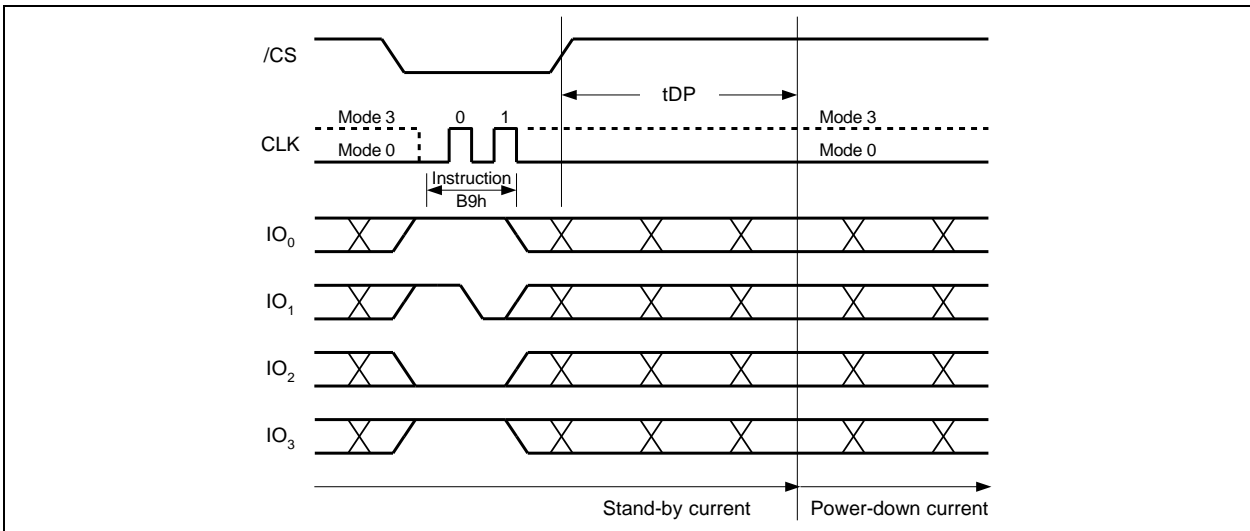 /CS
tDP
Mode 3 0 1 Mode 3
CLK
Mode 0 Mode 0
Instruction
B9h
IO0
IO1
IO2
IO3
Stand-by current Power-down current